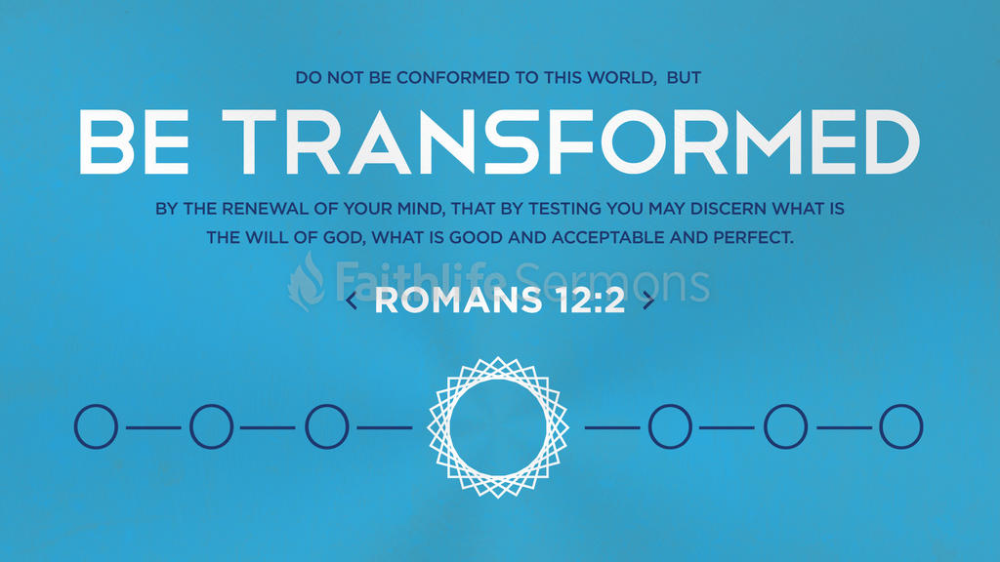 DO NOT BE CONFORMED TO THIS WORLD, BUT
BE TRANSFORMED
BY THE RENEWAL OF YOUR MIND, THAT BY TESTING YOU MAY DISCERN WHAT IS
THE WILL OF GOD, WHAT IS GOOD AND ACCEPTABLE AND PERFECT.
Faithlife Sermons
< ROMANS 12:2 >